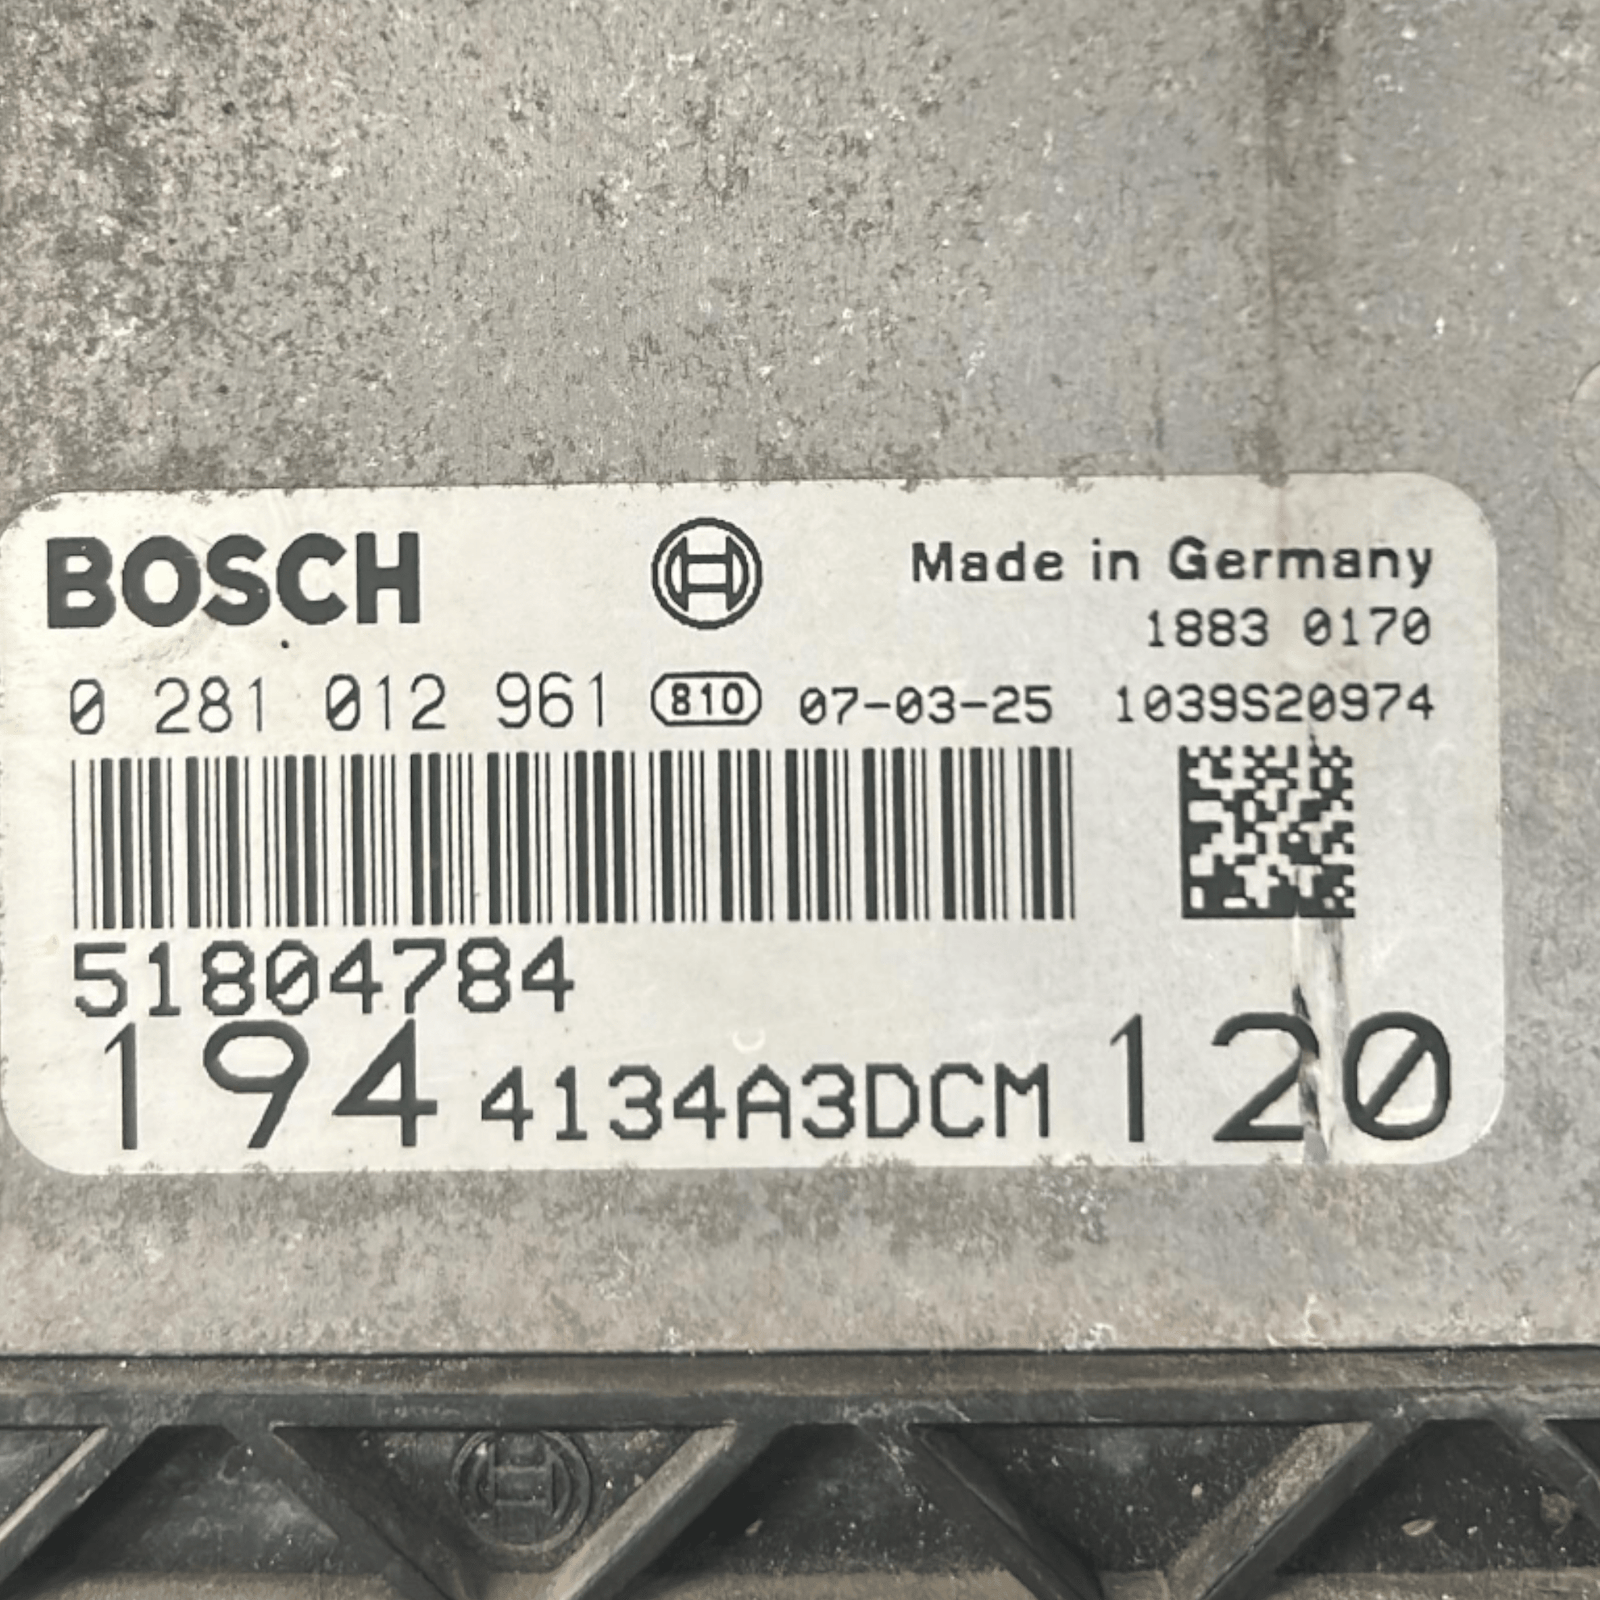 BOSCH Made in Germany
1883 0170
0 281 012 961 810 07-03-25 1039S20974
51804784
194 4134A3DCM 120